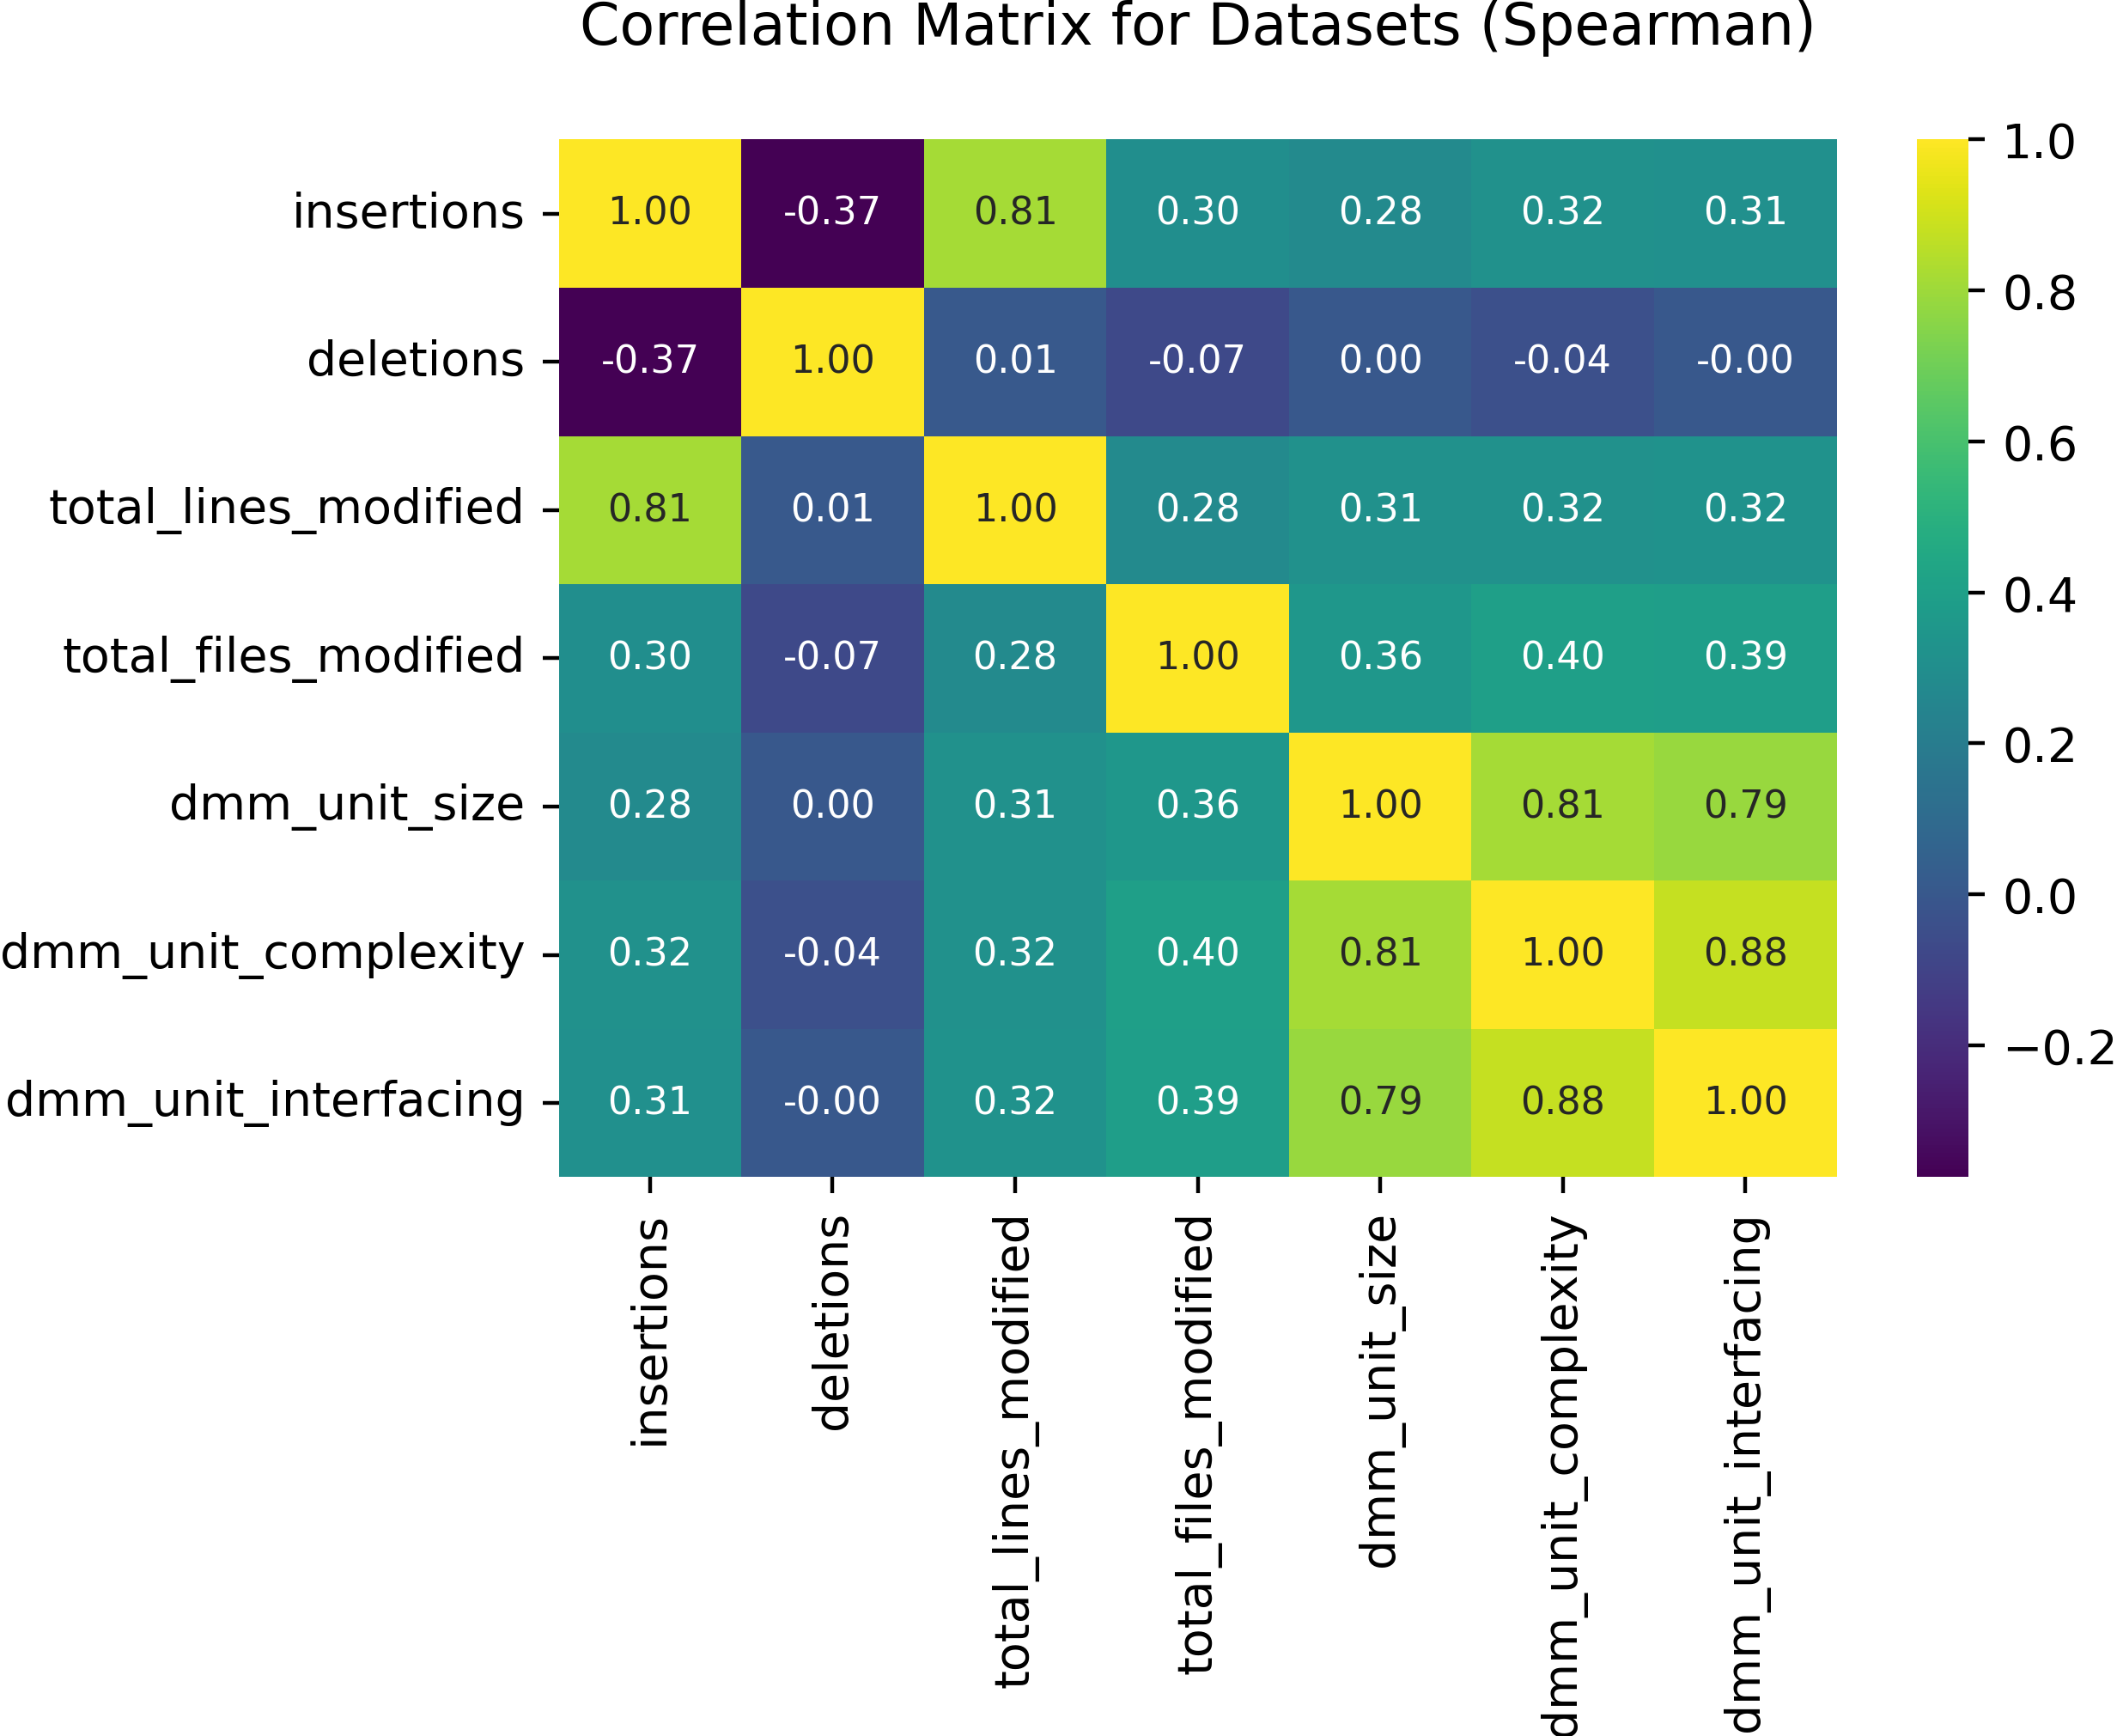 Correlation Matrix for Datasets (Spearman)
insertions 1.00 -0.37 0.81 0.30 0.28 0.32 0.31
deletions -0.37 1.00 0.01 -0.07 0.00 -0.04 -0.00
total_lines_modified 0.81 0.01 1.00 0.28 0.31 0.32 0.32
total_files_modified 0.30 -0.07 0.28 1.00 0.36 0.40 0.39
dmm_unit_size 0.28 0.00 0.31 0.36 1.00 0.81 0.79
dmm_unit_complexity 0.32 -0.04 0.32 0.40 0.81 1.00 0.88
dmm_unit_interfacing 0.31 -0.00 0.32 0.39 0.79 0.88 1.00
insertions
deletions
total_lines_modified
total_files_modified
dmm_unit_size
dmm_unit_complexity
dmm_unit_interfacing
1.0
0.8
0.6
0.4
0.2
0.0
−0.2